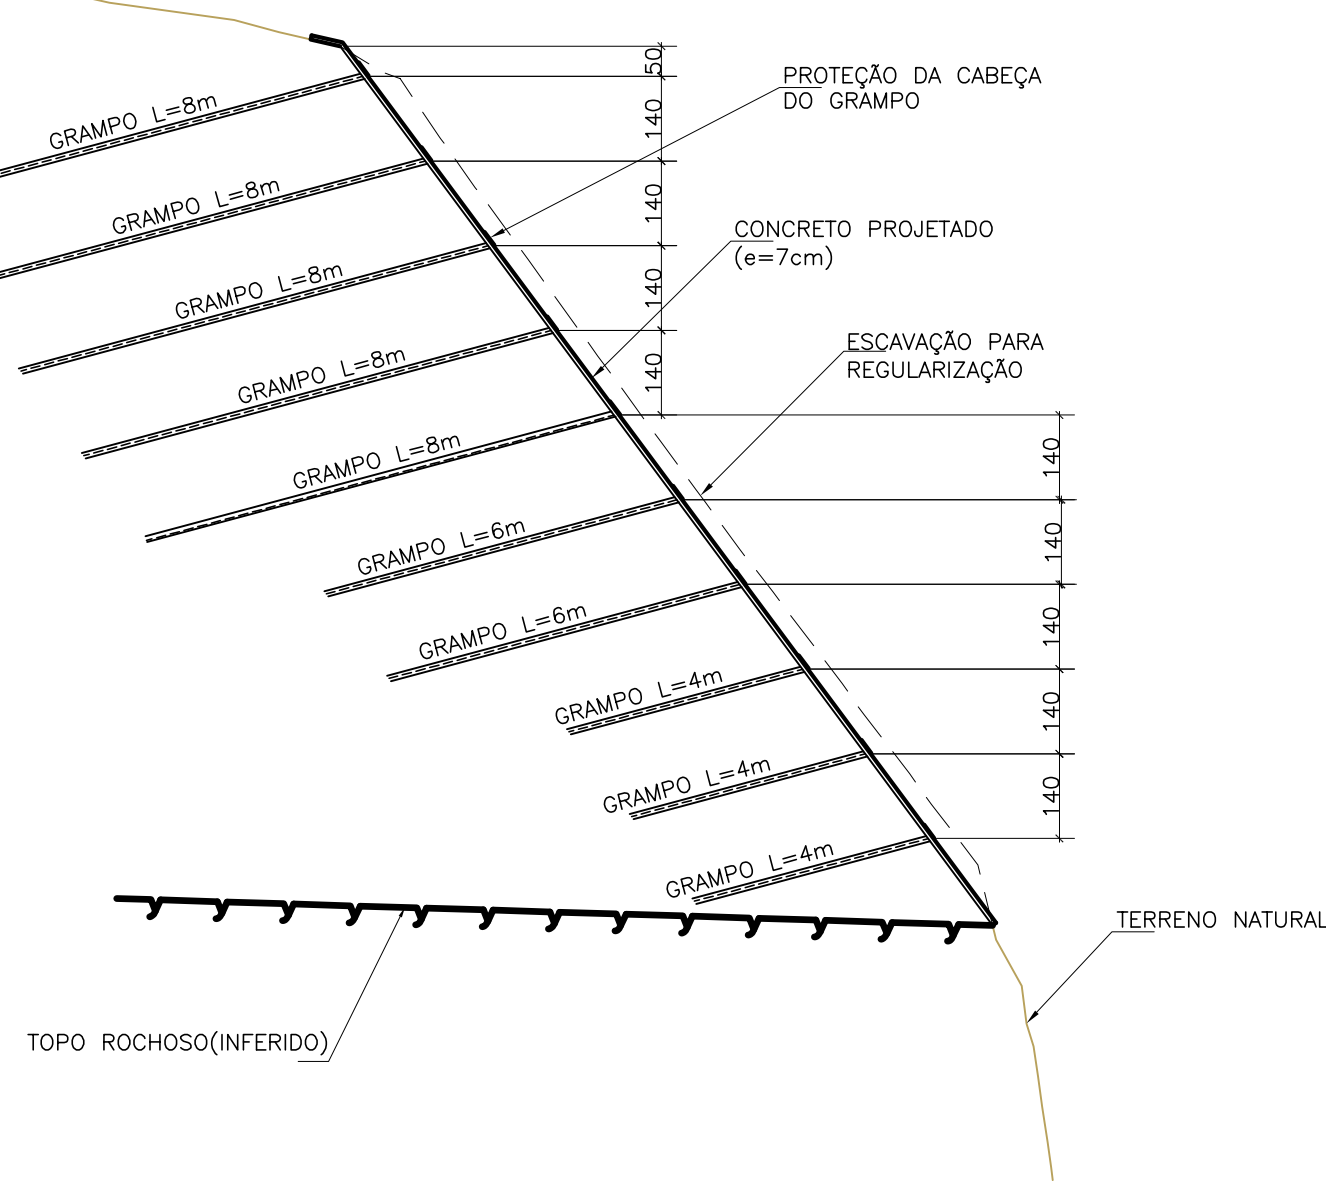 50
PROTEÇÃO DA CABEÇA
DO GRAMPO
GRAMPO L=8m
140
GRAMPO L=8m
140
CONCRETO PROJETADO
(e=7cm)
GRAMPO L=8m
140
ESCAVAÇÃO PARA
REGULARIZAÇÃO
GRAMPO L=8m
140
GRAMPO L=8m
140
GRAMPO L=6m
140
GRAMPO L=6m
140
GRAMPO L=4m
140
GRAMPO L=4m
140
GRAMPO L=4m
TERRENO NATURAL
TOPO ROCHOSO(INFERIDO)